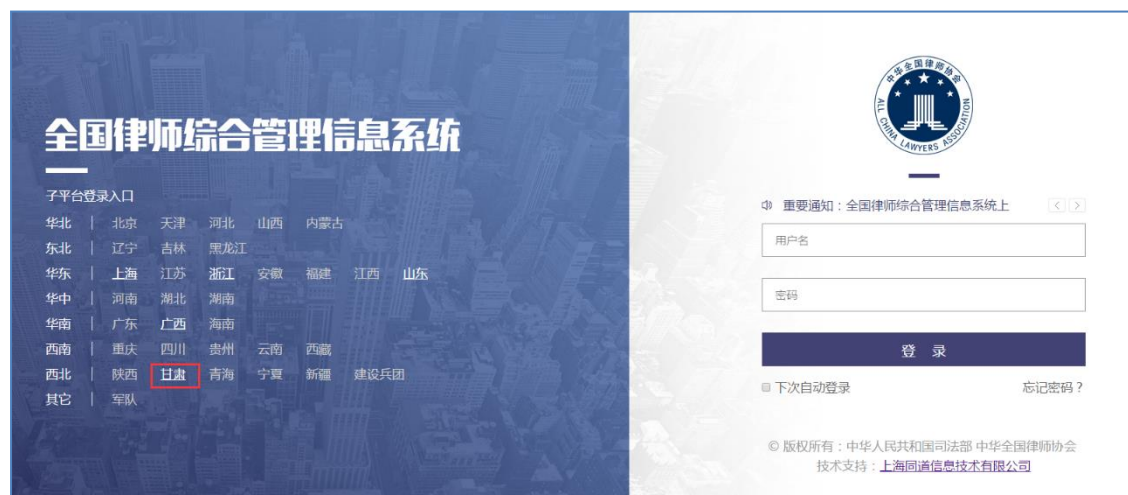 全国律师综合管理信息系统
子平台登录入口
华北 | 北京 天津 河北 山西 内蒙古
东北 | 辽宁 吉林 黑龙江
华东 | 上海 江苏 浙江 安徽 福建 江西 山东
华中 | 河南 湖北 湖南
华南 | 广东 广西 海南
西南 | 重庆 四川 贵州 云南 西藏
西北 | 陕西 甘肃 青海 宁夏 新疆 建设兵团
其它 | 军队
中华全国律师协会
ALL CHINA LAWYERS ASSOCIATION
重要通知：全国律师综合管理信息系统上
用户名
密码
登 录
下次自动登录 忘记密码？
© 版权所有：中华人民共和国司法部 中华全国律师协会
技术支持：上海同道信息技术有限公司